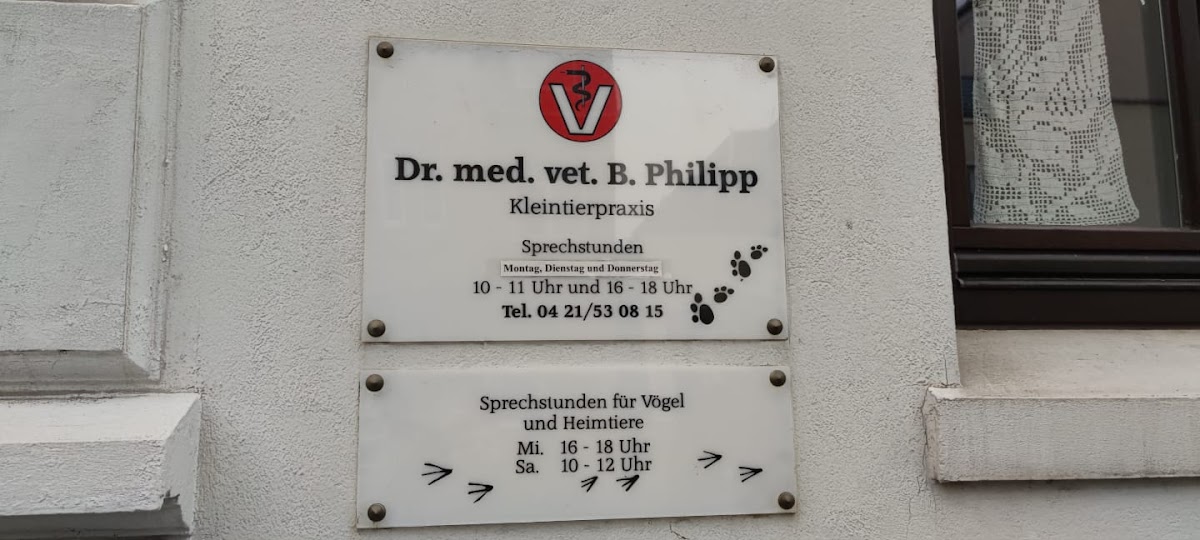 V
Dr. med. vet. B. Philipp
Kleintierpraxis
Sprechstunden
Montag, Dienstag und Donnerstag
10 - 11 Uhr und 16 - 18 Uhr
Tel. 04 21/53 08 15
Sprechstunden für Vögel
und Heimtiere
Mi. 16 - 18 Uhr
Sa. 10 - 12 Uhr